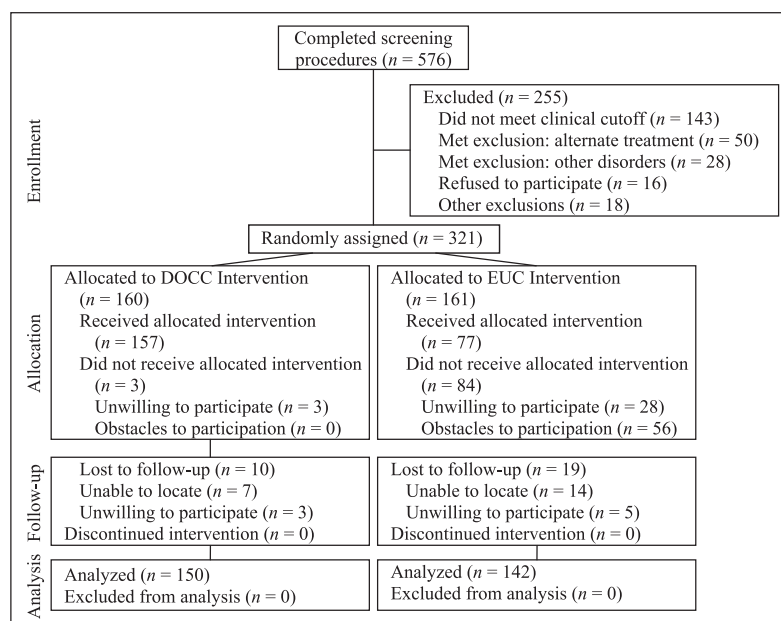 Completed screening
procedures (n = 576)
Enrollment
Excluded (n = 255)
Did not meet clinical cutoff (n = 143)
Met exclusion: alternate treatment (n = 50)
Met exclusion: other disorders (n = 28)
Refused to participate (n = 16)
Other exclusions (n = 18)
Randomly assigned (n = 321)
Allocation
Allocated to DOCC Intervention
(n = 160)
Received allocated intervention
(n = 157)
Did not receive allocated intervention
(n = 3)
Unwilling to participate (n = 3)
Obstacles to participation (n = 0)
Allocated to EUC Intervention
(n = 161)
Received allocated intervention
(n = 77)
Did not receive allocated intervention
(n = 84)
Unwilling to participate (n = 28)
Obstacles to participation (n = 56)
Follow-up
Lost to follow-up (n = 10)
Unable to locate (n = 7)
Unwilling to participate (n = 3)
Discontinued intervention (n = 0)
Lost to follow-up (n = 19)
Unable to locate (n = 14)
Unwilling to participate (n = 5)
Discontinued intervention (n = 0)
Analysis
Analyzed (n = 150)
Excluded from analysis (n = 0)
Analyzed (n = 142)
Excluded from analysis (n = 0)